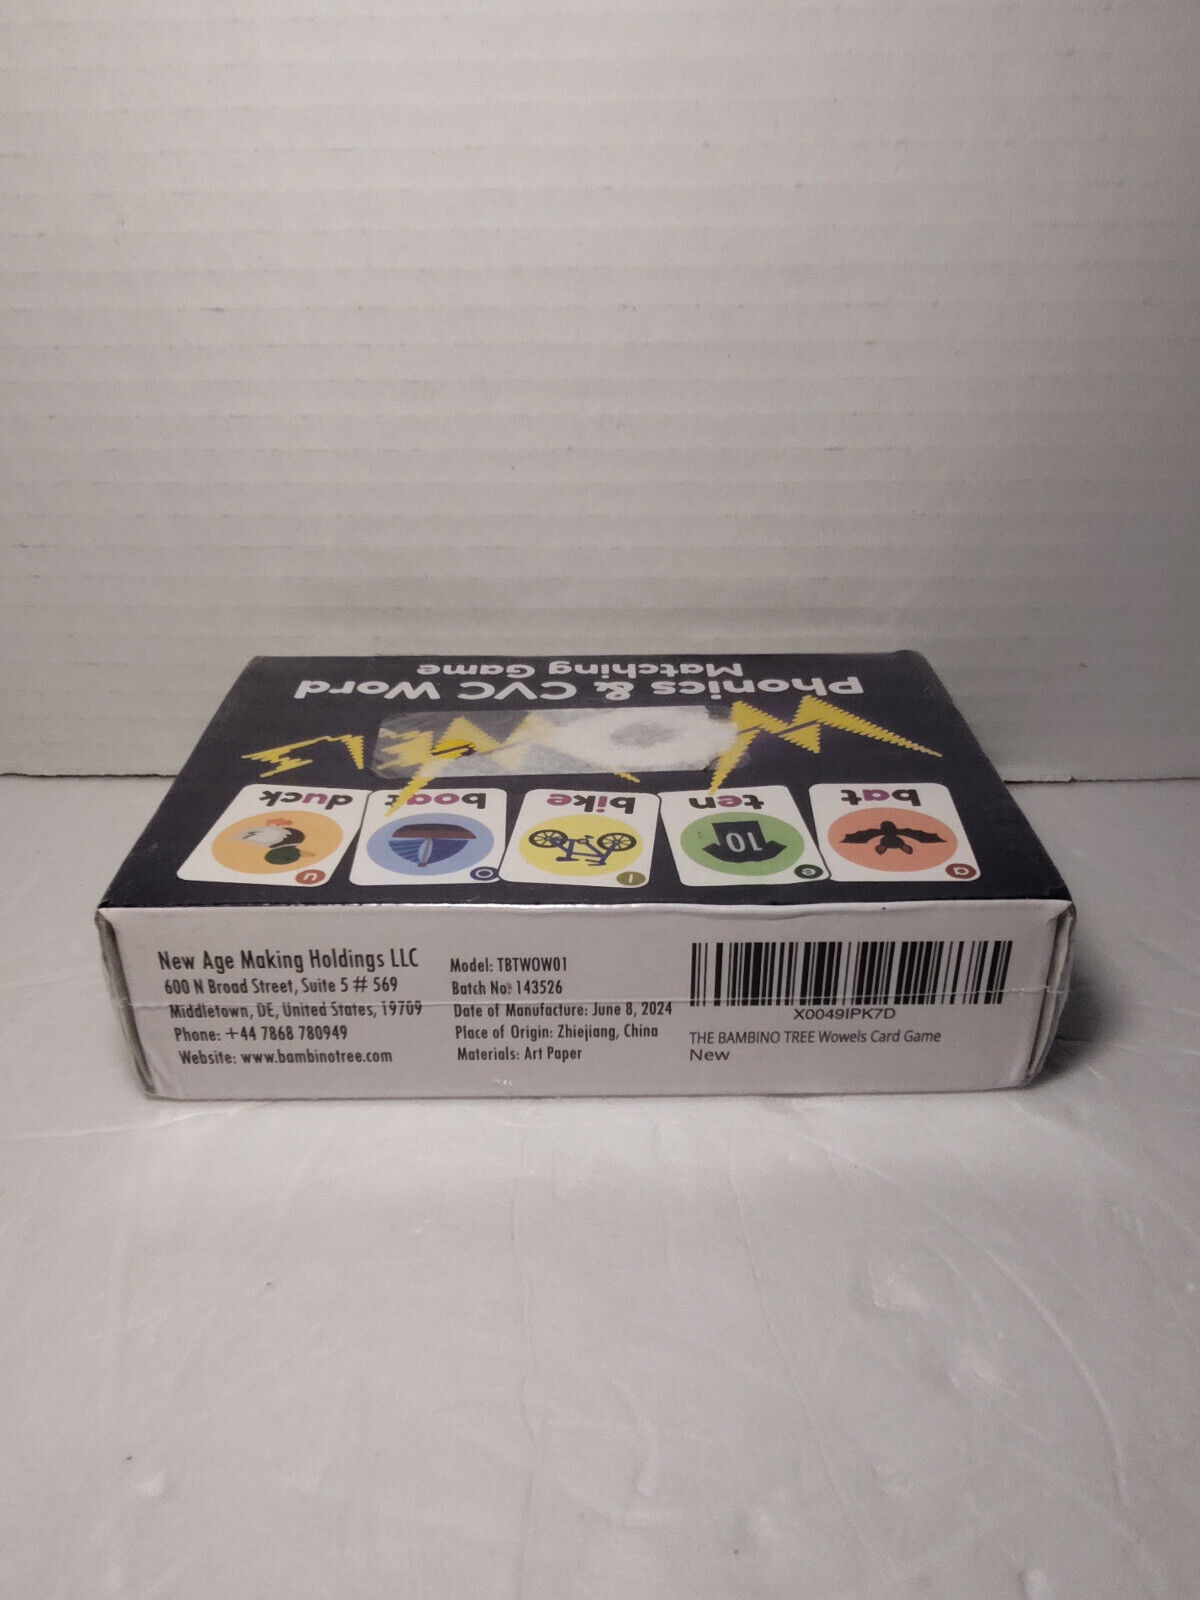 Matching Game
Phonics & CVC Word
duck
boat
bike
ten
bat
10
u
o
i
e
a
New Age Making Holdings LLC
600 N Broad Street, Suite 5 # 569
Middletown, DE, United States, 19709
Phone: +44 7868 780949
Website: www.bambinotree.com
Model: TBTWOW01
Batch No: 143526
Date of Manufacture: June 8, 2024
Place of Origin: Zhiejiang, China
Materials: Art Paper
X0049IPK7D
THE BAMBINO TREE Wowels Card Game
New